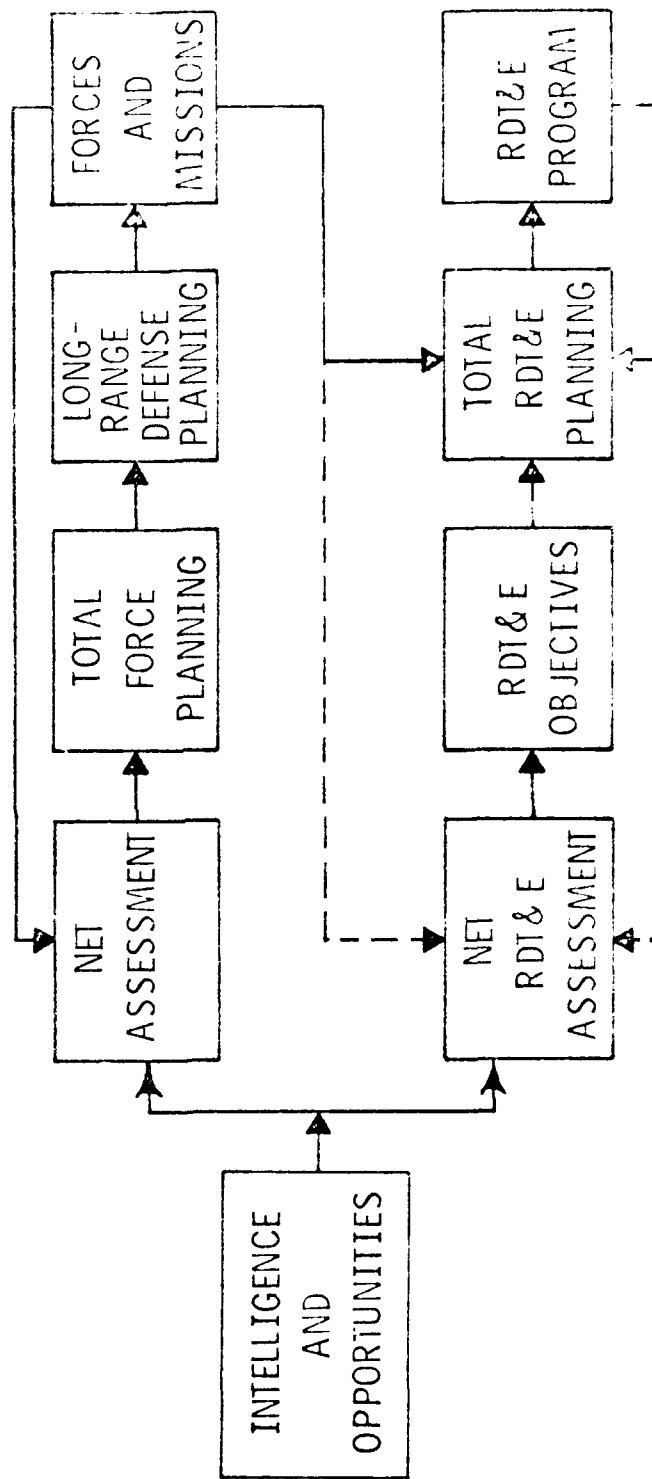 INTELLIGENCE
AND
OPPORTUNITIES
NET
ASSESSMENT
TOTAL
FORCE
PLANNING
LONG-
RANGE
DEFENSE
PLANNING
FORCES
AND
MISSIONS
NET
RDT&E
ASSESSMENT
RDT&E
OBJECTIVES
TOTAL
RDT&E
PLANNING
RDT&E
PROGRAM